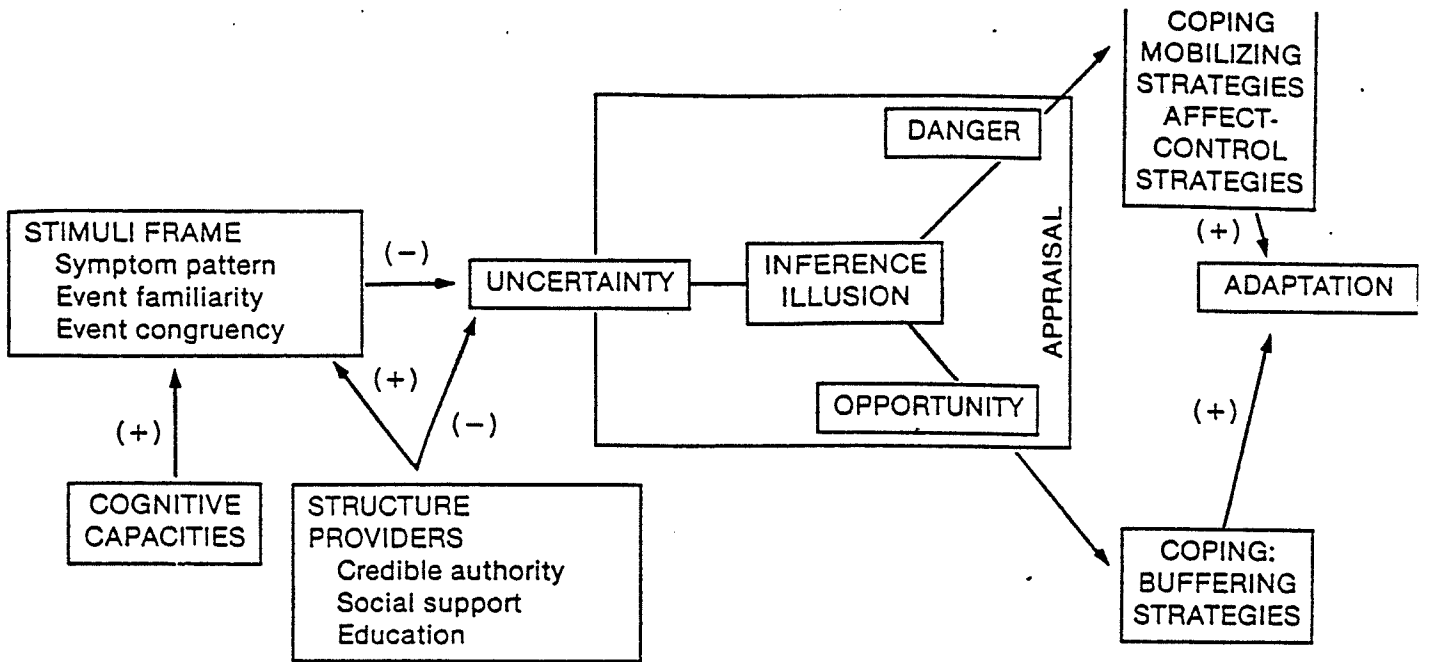 COPING
MOBILIZING
STRATEGIES
AFFECT-
CONTROL
STRATEGIES
DANGER
STIMULI FRAME
Symptom pattern
Event familiarity
Event congruency
(-)
UNCERTAINTY
INFERENCE
ILLUSION
APPRAISAL
(+)
ADAPTATION
OPPORTUNITY
(+)
(+)
(-)
(+)
COGNITIVE
CAPACITIES
STRUCTURE
PROVIDERS
Credible authority
Social support
Education
COPING:
BUFFERING
STRATEGIES